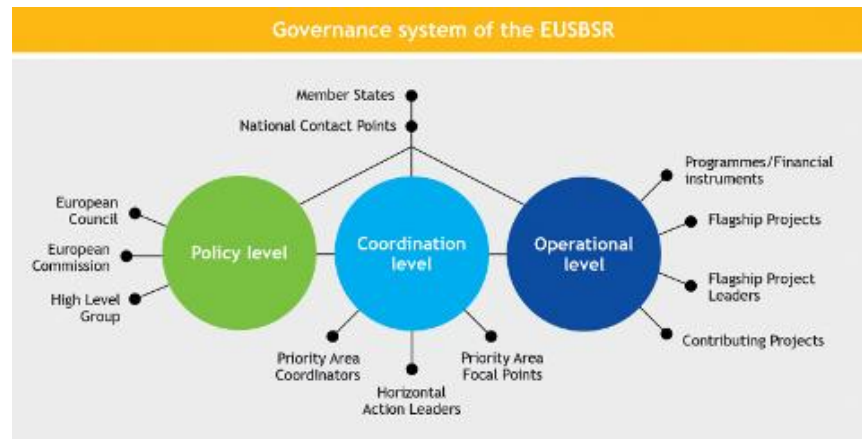 Governance system of the EUSBSR
Member States
National Contact Points
European
Council
European
Commission
High Level
Group
Policy level
Coordination
level
Operational
level
Programmes/Financial
instruments
Flagship Projects
Flagship Project
Leaders
Contributing Projects
Priority Area
Coordinators
Horizontal
Action Leaders
Priority Area
Focal Points